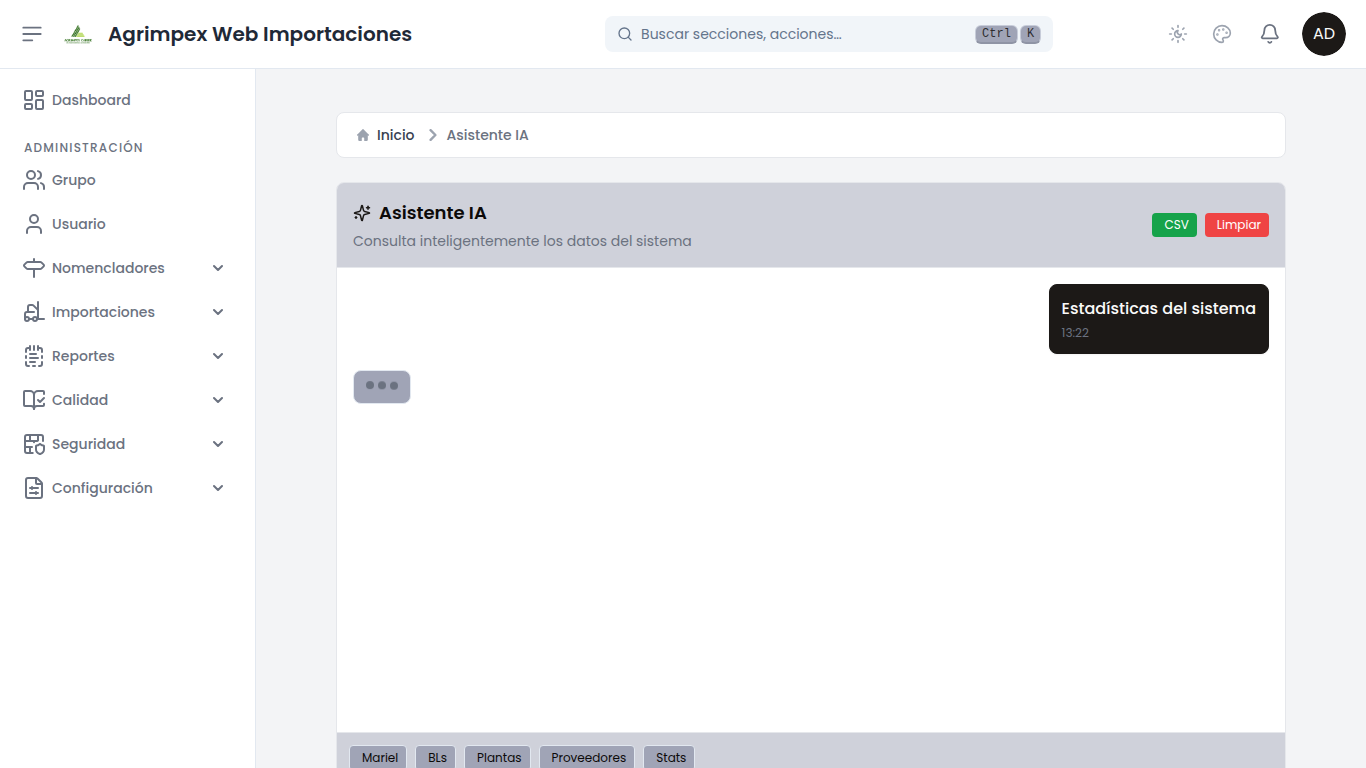 Agrimpex Web Importaciones
Buscar secciones, acciones...
Ctrl K
AD
Dashboard
ADMINISTRACIÓN
Grupo
Usuario
Nomencladores
Importaciones
Reportes
Calidad
Seguridad
Configuración
Inicio
Asistente IA
Asistente IA
Consulta inteligentemente los datos del sistema
CSV
Limpiar
Estadísticas del sistema
13:22
Mariel
BLs
Plantas
Proveedores
Stats